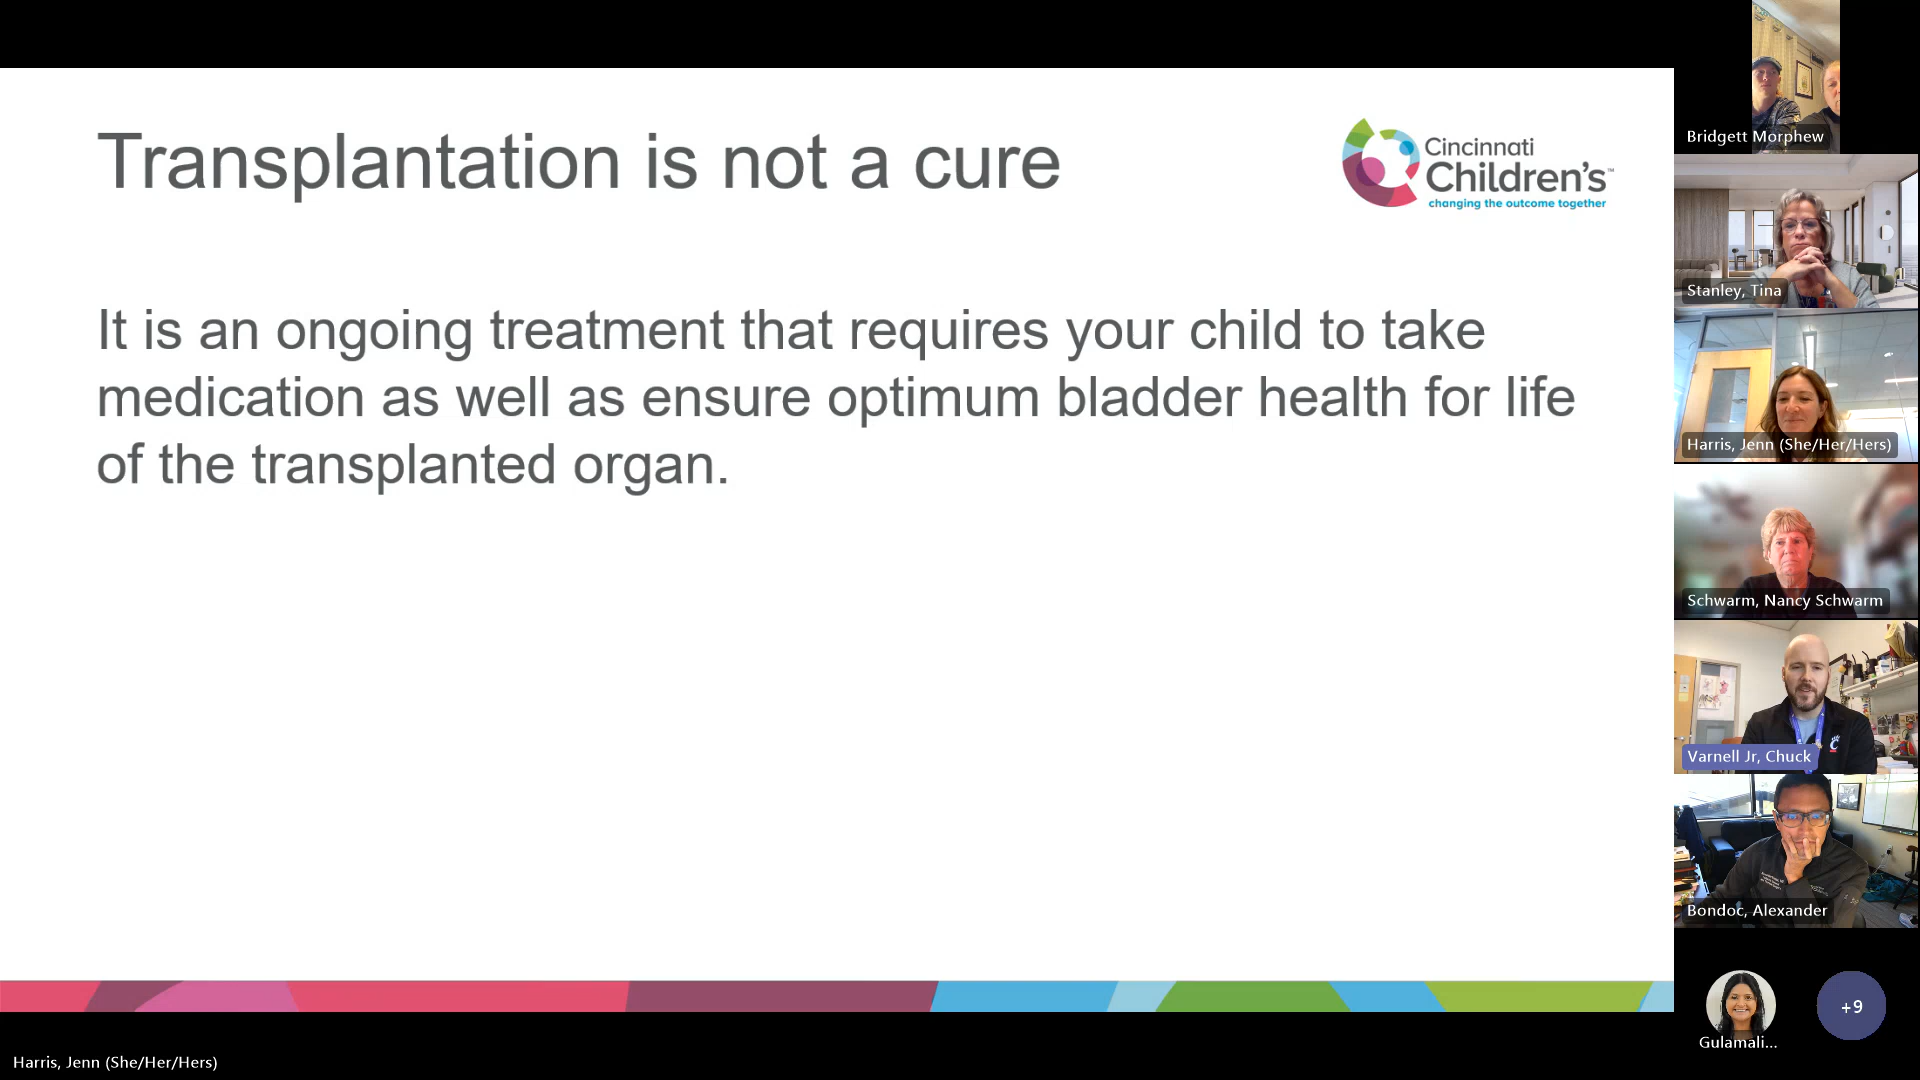 Transplantation is not a cure
Cincinnati
Children's™
changing the outcome together
It is an ongoing treatment that requires your child to take
medication as well as ensure optimum bladder health for life
of the transplanted organ.
Bridgett Morphew
Stanley, Tina
Harris, Jenn (She/Her/Hers)
Schwarm, Nancy Schwarm
Varnell Jr, Chuck
Bondoc, Alexander
Gulamali...
+9
Harris, Jenn (She/Her/Hers)